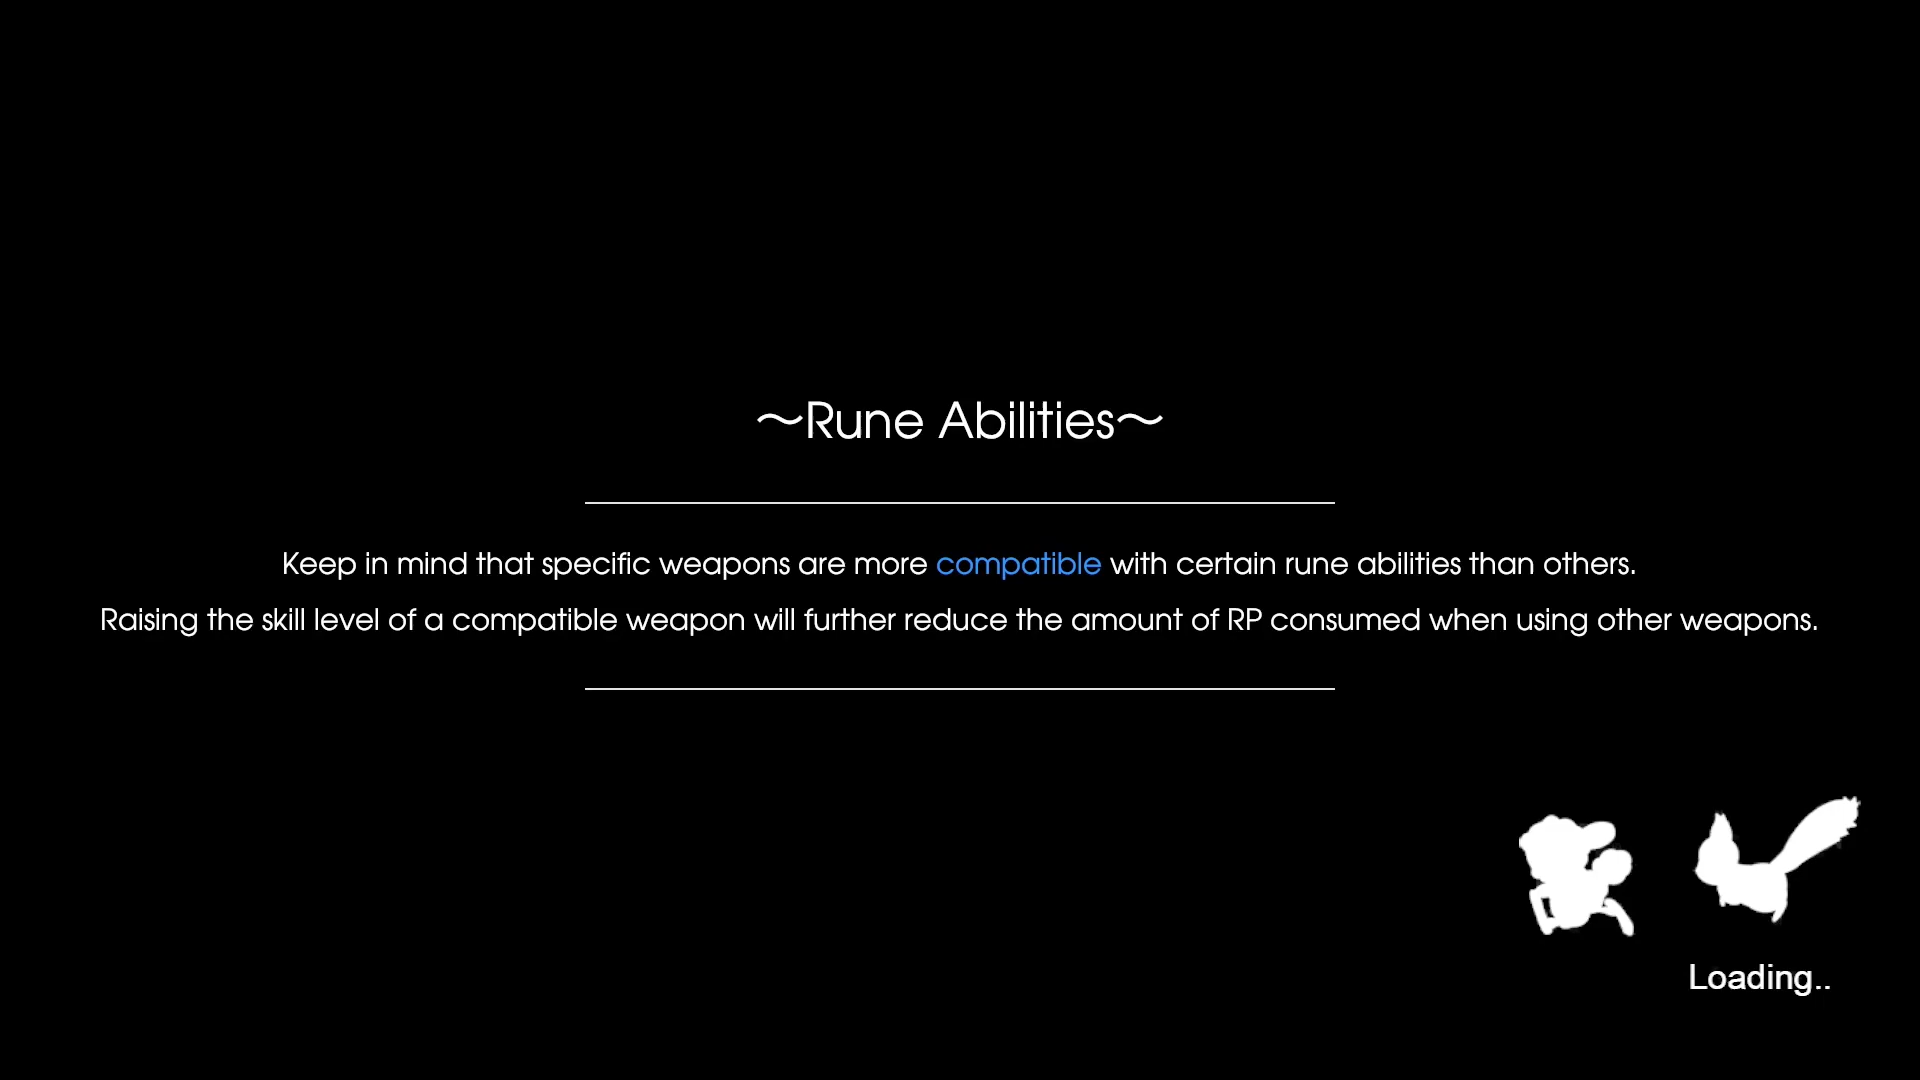 ～Rune Abilities～
Keep in mind that specific weapons are more compatible with certain rune abilities than others.
Raising the skill level of a compatible weapon will further reduce the amount of RP consumed when using other weapons.
Loading..